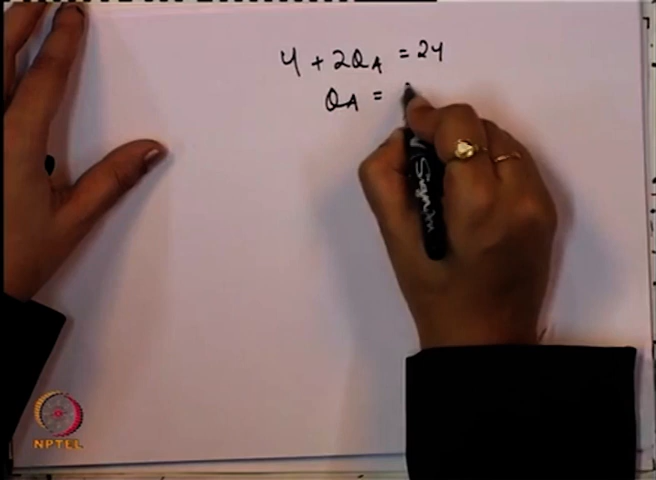 4 + 2QA = 24
QA =
NPTEL